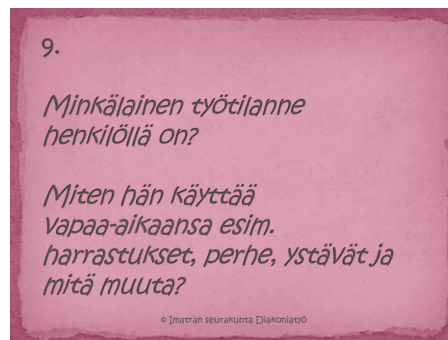 9.
Minkälainen työtilanne
henkilöllä on?
Miten hän käyttää
vapaa-aikaansa esim.
harrastukset, perhe, ystävät ja
mitä muuta?
© Imatran seurakunta Diakoniatyö